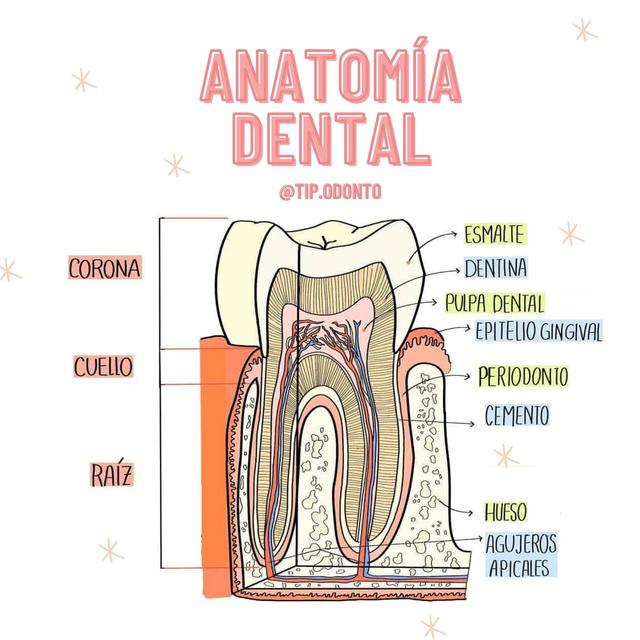 ANATOMÍA
DENTAL
@TIP.ODONTO
CORONA
CUELLO
RAÍZ
ESMALTE
DENTINA
PULPA DENTAL
EPITELIO GINGIVAL
PERIODONTO
CEMENTO
HUESO
AGUJEROS
APICALES